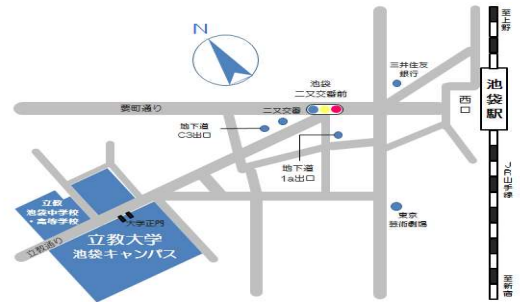 至上野
N
三井住友
銀行
池袋
二又交番前
西口
池袋駅
要町通り
二又交番
地下道
C3出口
地下道
1a出口
JR山手線
立教
池袋中学校
・高等学校
大学正門
東京
芸術劇場
立教通り
立教大学
池袋キャンパス
至新宿